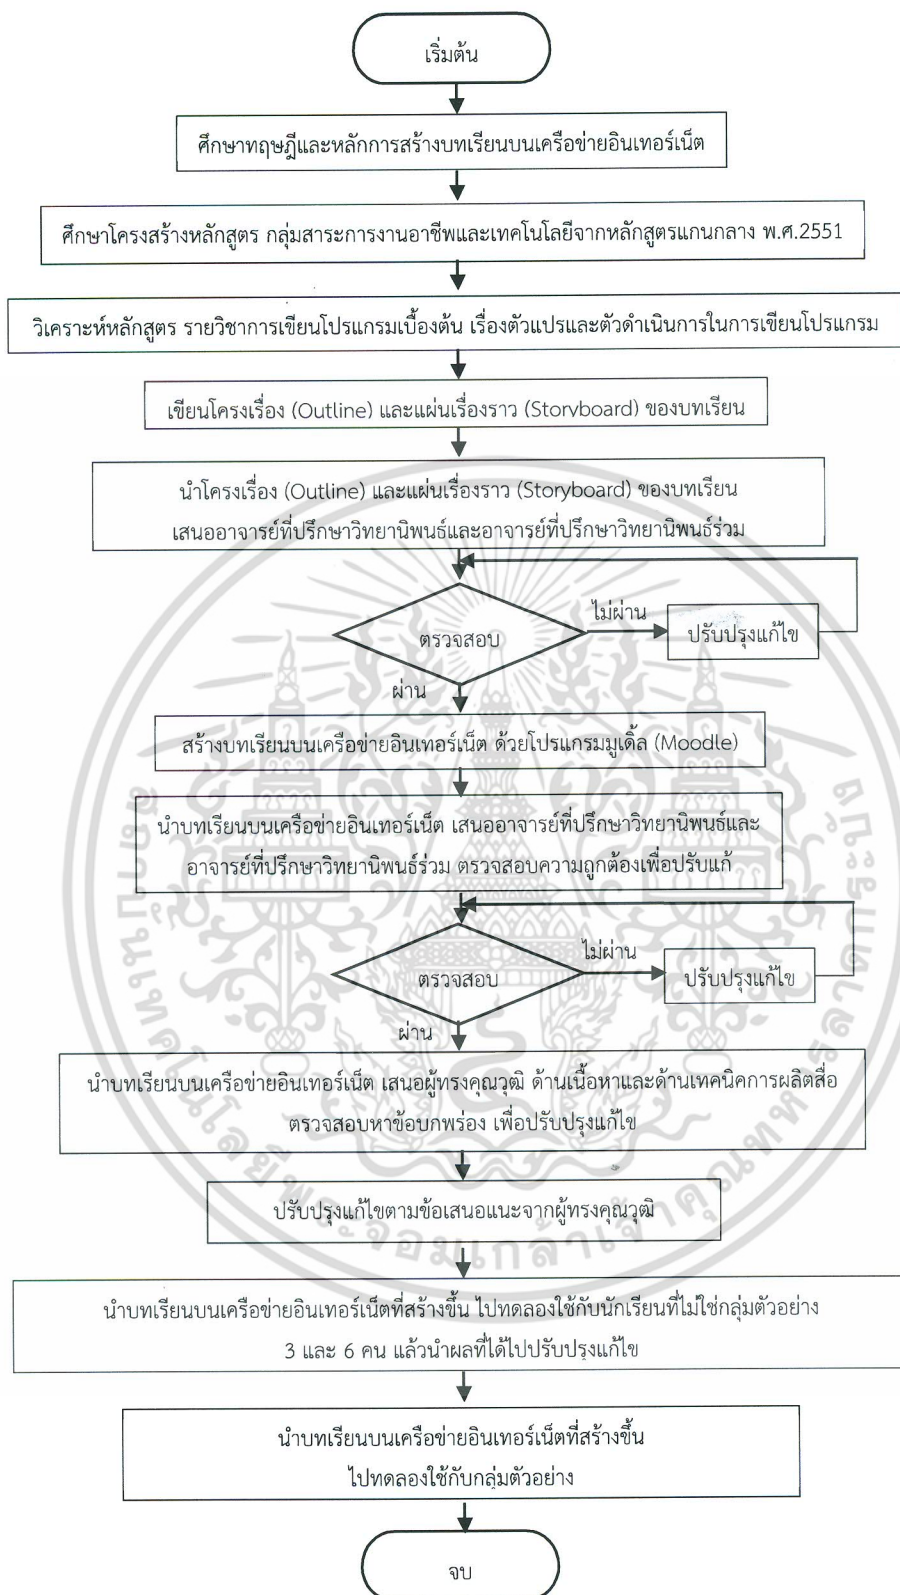 เริ่มต้น
ศึกษาทฤษฎีและหลักการสร้างบทเรียนบนเครือข่ายอินเทอร์เน็ต
ศึกษาโครงสร้างหลักสูตร กลุ่มสาระการงานอาชีพและเทคโนโลยีจากหลักสูตรแกนกลาง พ.ศ.2551
วิเคราะห์หลักสูตร รายวิชาการเขียนโปรแกรมเบื้องต้น เรื่องตัวแปรและตัวดำเนินการในการเขียนโปรแกรม
เขียนโครงเรื่อง (Outline) และแผ่นเรื่องราว (Storyboard) ของบทเรียน
นำโครงเรื่อง (Outline) และแผ่นเรื่องราว (Storyboard) ของบทเรียน
เสนออาจารย์ที่ปรึกษาวิทยานิพนธ์และอาจารย์ที่ปรึกษาวิทยานิพนธ์ร่วม
ตรวจสอบ
ไม่ผ่าน
ปรับปรุงแก้ไข
ผ่าน
สร้างบทเรียนบนเครือข่ายอินเทอร์เน็ต ด้วยโปรแกรมมูเดิ้ล (Moodle)
นำบทเรียนบนเครือข่ายอินเทอร์เน็ต เสนออาจารย์ที่ปรึกษาวิทยานิพนธ์และ
อาจารย์ที่ปรึกษาวิทยานิพนธ์ร่วม ตรวจสอบความถูกต้องเพื่อปรับแก้
ตรวจสอบ
ไม่ผ่าน
ปรับปรุงแก้ไข
ผ่าน
นำบทเรียนบนเครือข่ายอินเทอร์เน็ต เสนอผู้ทรงคุณวุฒิ ด้านเนื้อหาและด้านเทคนิคการผลิตสื่อ
ตรวจสอบหาข้อบกพร่อง เพื่อปรับปรุงแก้ไข
ปรับปรุงแก้ไขตามข้อเสนอแนะจากผู้ทรงคุณวุฒิ
นำบทเรียนบนเครือข่ายอินเทอร์เน็ตที่สร้างขึ้น ไปทดลองใช้กับนักเรียนที่ไม่ใช่กลุ่มตัวอย่าง
3 และ 6 คน แล้วนำผลที่ได้ไปปรับปรุงแก้ไข
นำบทเรียนบนเครือข่ายอินเทอร์เน็ตที่สร้างขึ้น
ไปทดลองใช้กับกลุ่มตัวอย่าง
จบ
สถาบันเทคโนโลยีพระจอมเกล้าเจ้าคุณทหารลาดกระบัง